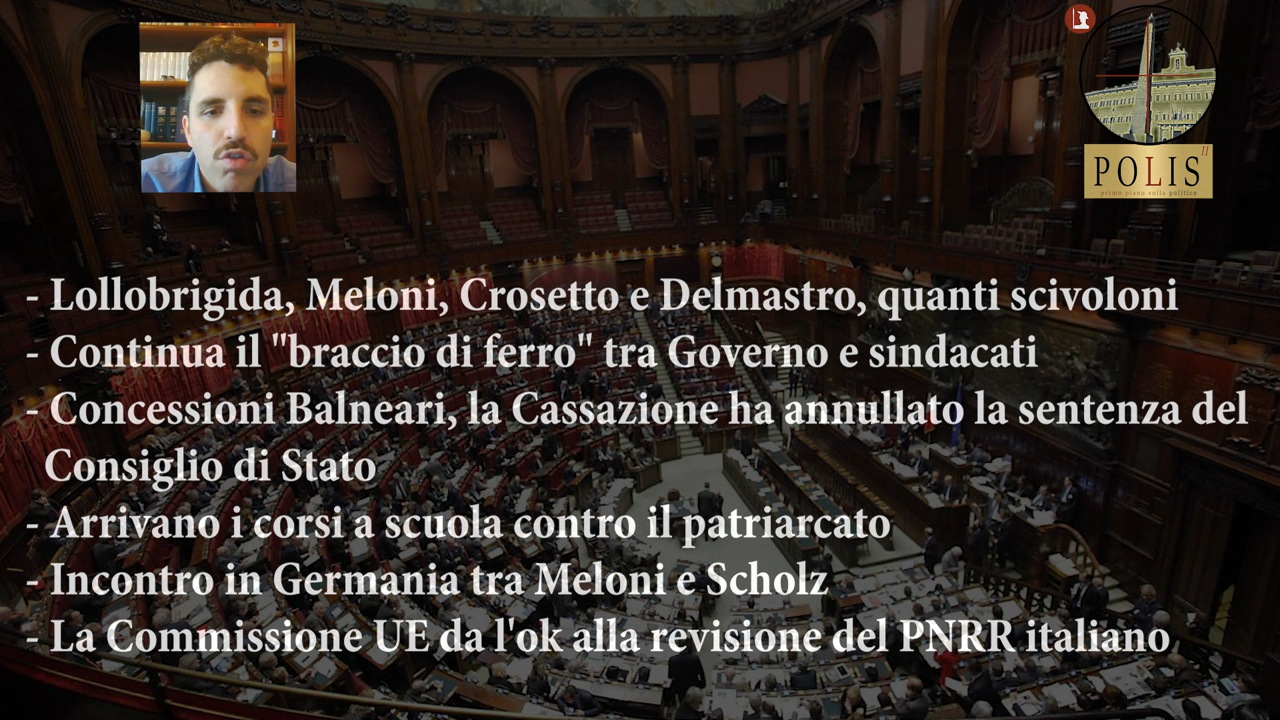 POLIS II
primo piano sulla politica
- Lollobrigida, Meloni, Crosetto e Delmastro, quanti scivoloni
- Continua il "braccio di ferro" tra Governo e sindacati
- Concessioni Balneari, la Cassazione ha annullato la sentenza del
Consiglio di Stato
- Arrivano i corsi a scuola contro il patriarcato
- Incontro in Germania tra Meloni e Scholz
- La Commissione UE da l'ok alla revisione del PNRR italiano